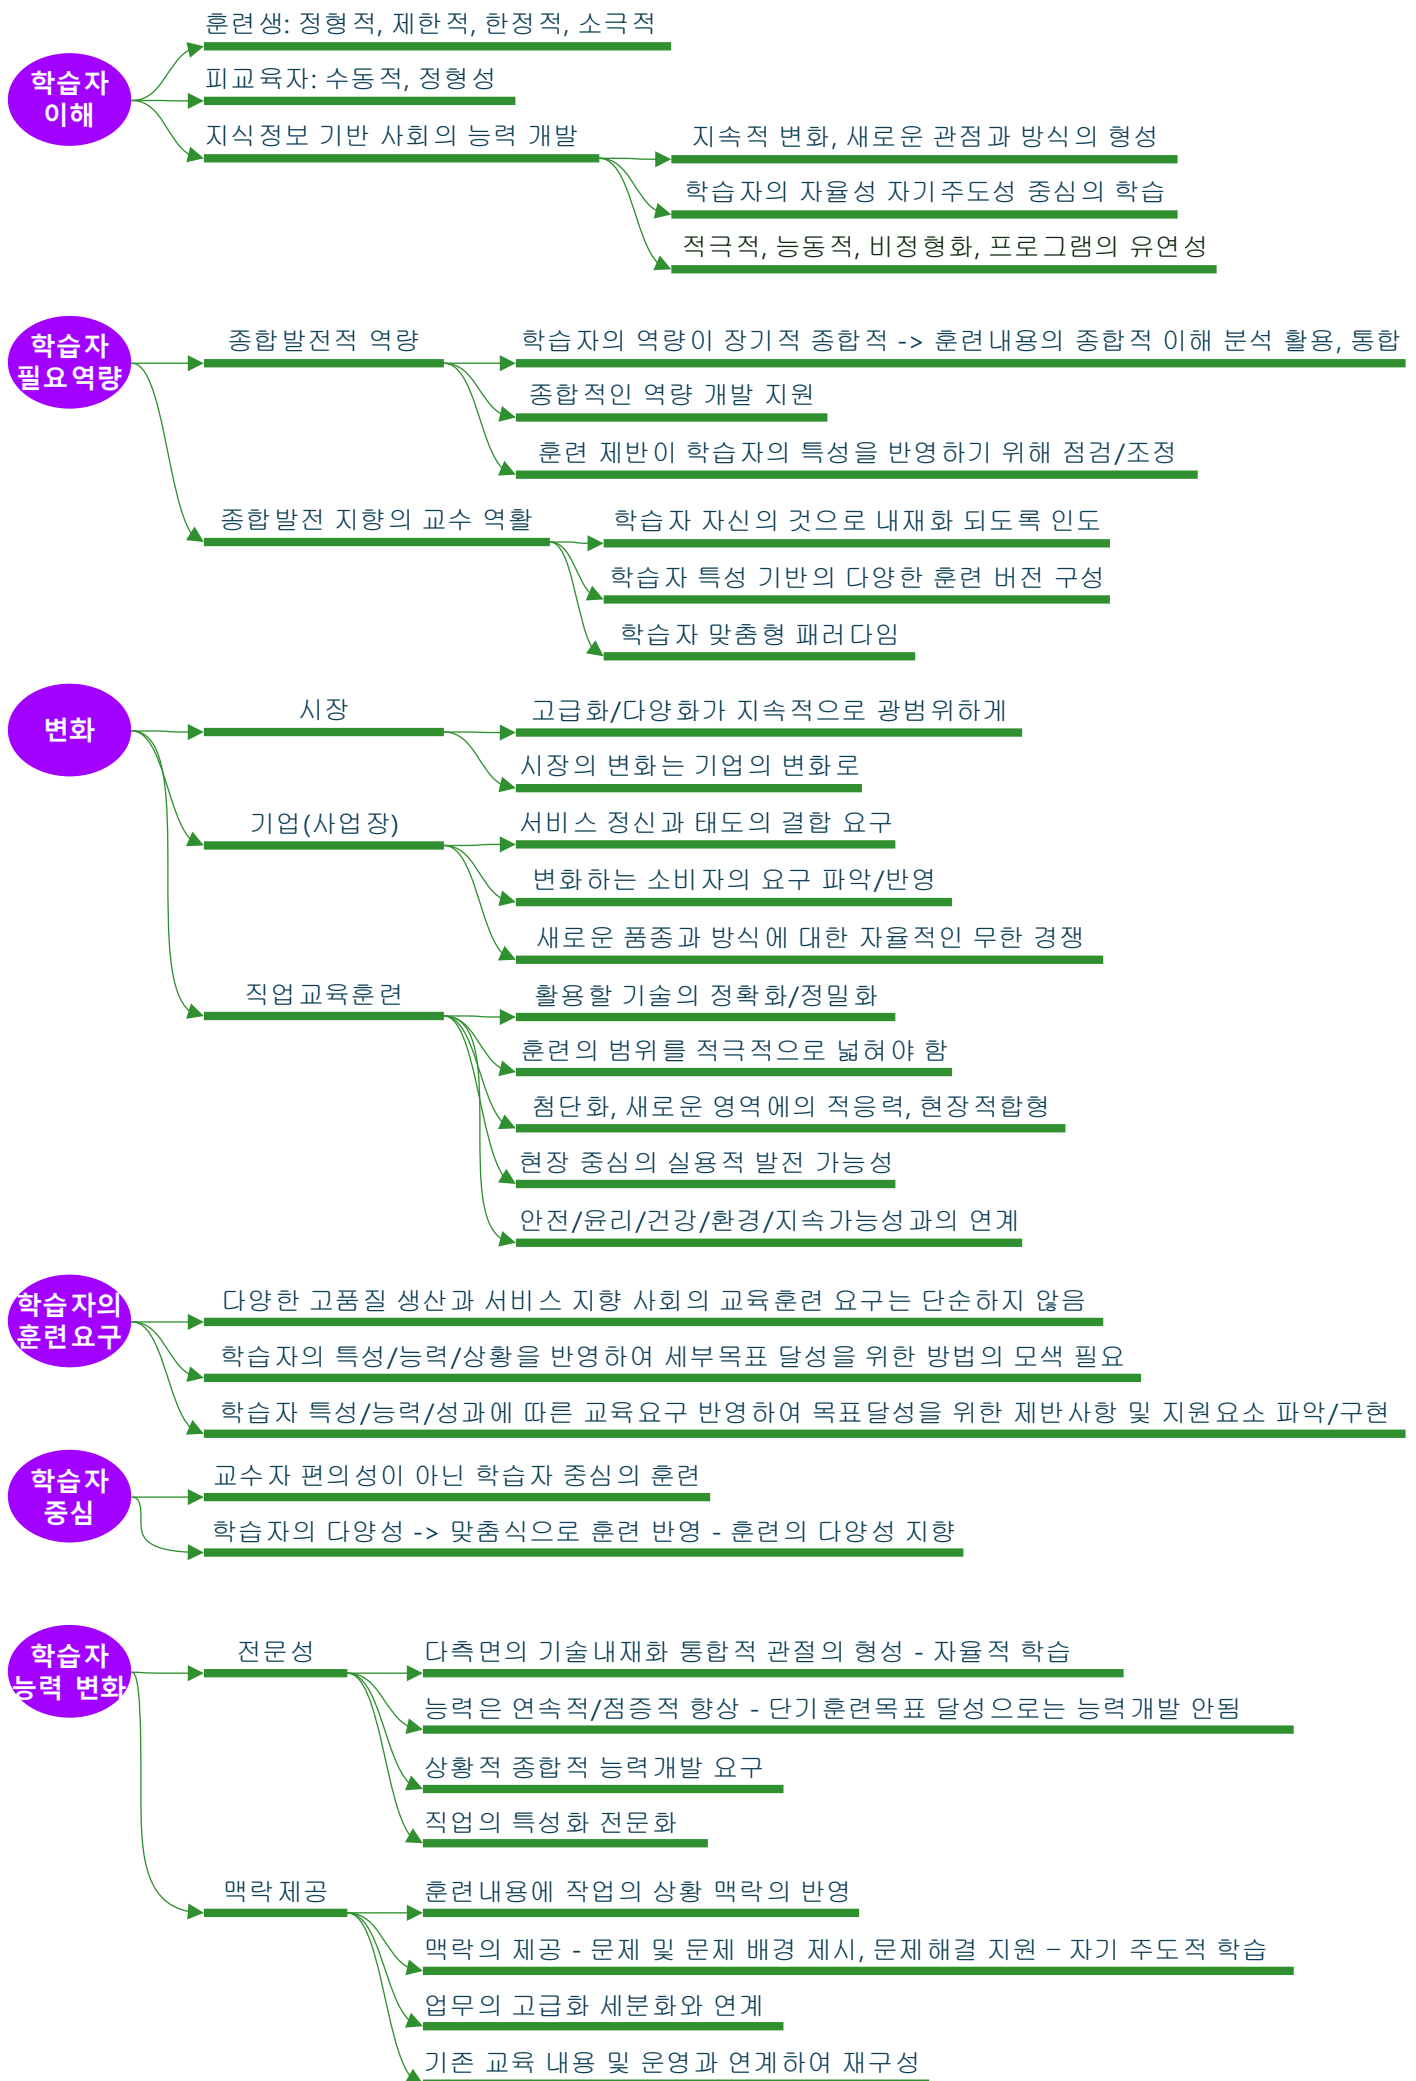 학습자
이해
훈련생: 정형적, 제한적, 한정적, 소극적
피교육자: 수동적, 정형성
지식정보 기반 사회의 능력 개발
지속적 변화, 새로운 관점과 방식의 형성
학습자의 자율성 자기주도성 중심의 학습
적극적, 능동적, 비정형화, 프로그램의 유연성
학습자
필요역량
종합발전적 역량
학습자의 역량이 장기적 종합적 -> 훈련내용의 종합적 이해 분석 활용, 통합
종합적인 역량 개발 지원
훈련 제반이 학습자의 특성을 반영하기 위해 점검/조정
종합발전 지향의 교수 역활
학습자 자신의 것으로 내재화 되도록 인도
학습자 특성 기반의 다양한 훈련 버전 구성
학습자 맞춤형 패러다임
변화
시장
고급화/다양화가 지속적으로 광범위하게
시장의 변화는 기업의 변화로
기업(사업장)
서비스 정신과 태도의 결합 요구
변화하는 소비자의 요구 파악/반영
새로운 품종과 방식에 대한 자율적인 무한 경쟁
직업교육훈련
활용할 기술의 정확화/정밀화
훈련의 범위를 적극적으로 넓혀야 함
첨단화, 새로운 영역에의 적응력, 현장적합형
현장 중심의 실용적 발전 가능성
안전/윤리/건강/환경/지속가능성과의 연계
학습자의
훈련요구
다양한 고품질 생산과 서비스 지향 사회의 교육훈련 요구는 단순하지 않음
학습자의 특성/능력/상황을 반영하여 세부목표 달성을 위한 방법의 모색 필요
학습자 특성/능력/성과에 따른 교육요구 반영하여 목표달성을 위한 제반사항 및 지원요소 파악/구현
학습자
중심
교수자 편의성이 아닌 학습자 중심의 훈련
학습자의 다양성 -> 맞춤식으로 훈련 반영 - 훈련의 다양성 지향
학습자
능력 변화
전문성
다측면의 기술내재화 통합적 관절의 형성 - 자율적 학습
능력은 연속적/점증적 향상 - 단기훈련목표 달성으로는 능력개발 안됨
상황적 종합적 능력개발 요구
직업의 특성화 전문화
맥락제공
훈련내용에 작업의 상황 맥락의 반영
맥락의 제공 - 문제 및 문제 배경 제시, 문제해결 지원 – 자기 주도적 학습
업무의 고급화 세분화와 연계
기존 교육 내용 및 운영과 연계하여 재구성